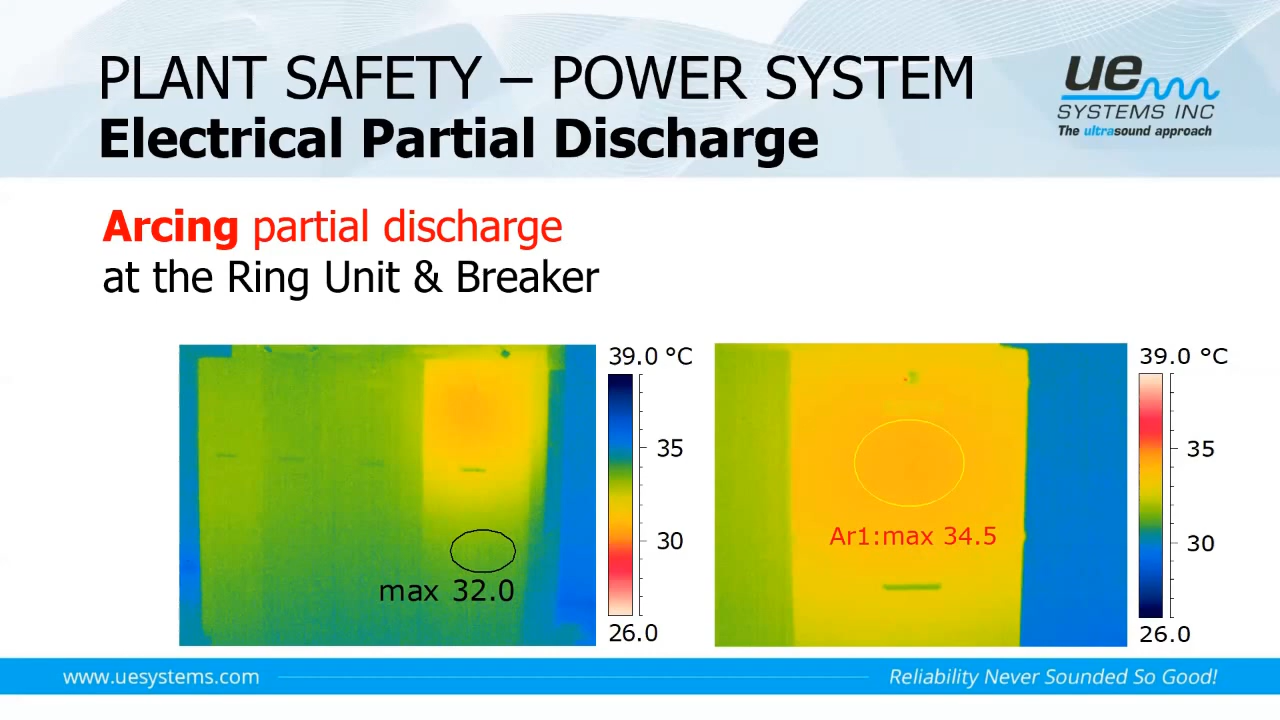 PLANT SAFETY – POWER SYSTEM
Electrical Partial Discharge
ue
SYSTEMS INC
The ultrasound approach
Arcing partial discharge
at the Ring Unit & Breaker
39.0 °C
35
30
26.0
max 32.0
39.0 °C
35
30
26.0
Ar1:max 34.5
www.uesystems.com
Reliability Never Sounded So Good!